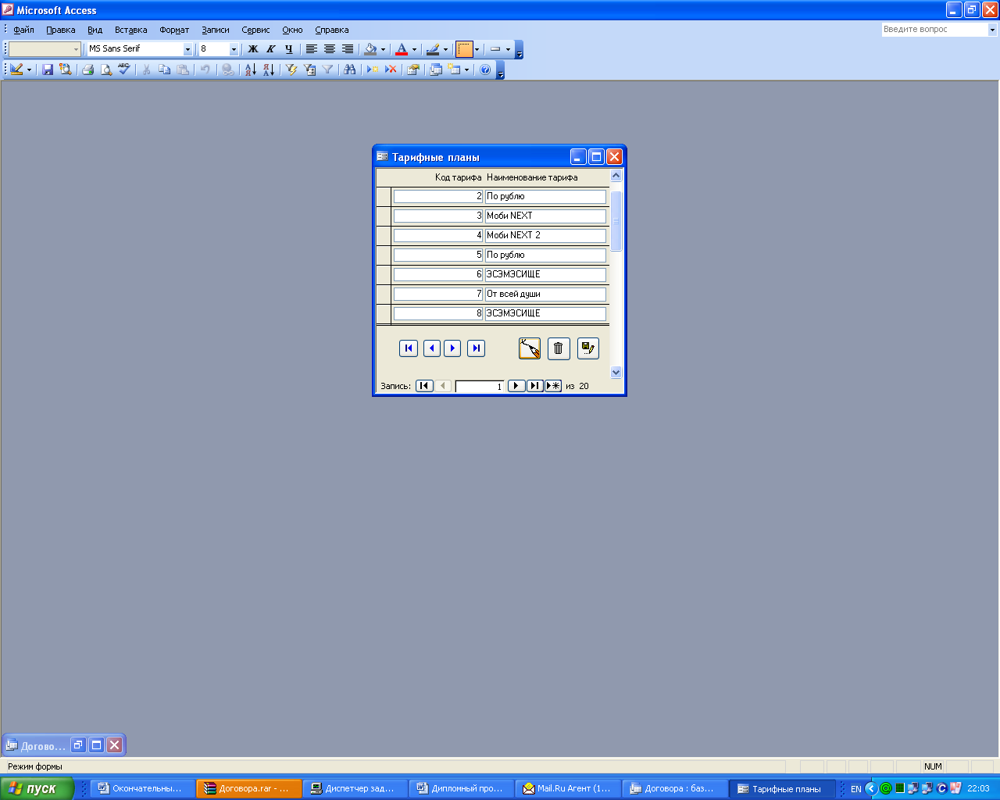 Microsoft Access
Файл Правка Вид Вставка Формат Записи Сервис Окно Справка Введите вопрос
MS Sans Serif 8 Ж К Ч
Тарифные планы
Код тарифа Наименование тарифа
2 По рублю
3 Моби NEXT
4 Моби NEXT 2
5 По рублю
6 ЭСЭМЭСИЩЕ
7 От всей души
8 ЭСЭМЭСИЩЕ
Запись: 1 из 20
Догово...
Режим формы NUM
пуск Окончательны... Договора.rar - ... Диспетчер зад... Дипломный про... Mail.Ru Агент (1... Договора : баз... Тарифные планы EN 22:03